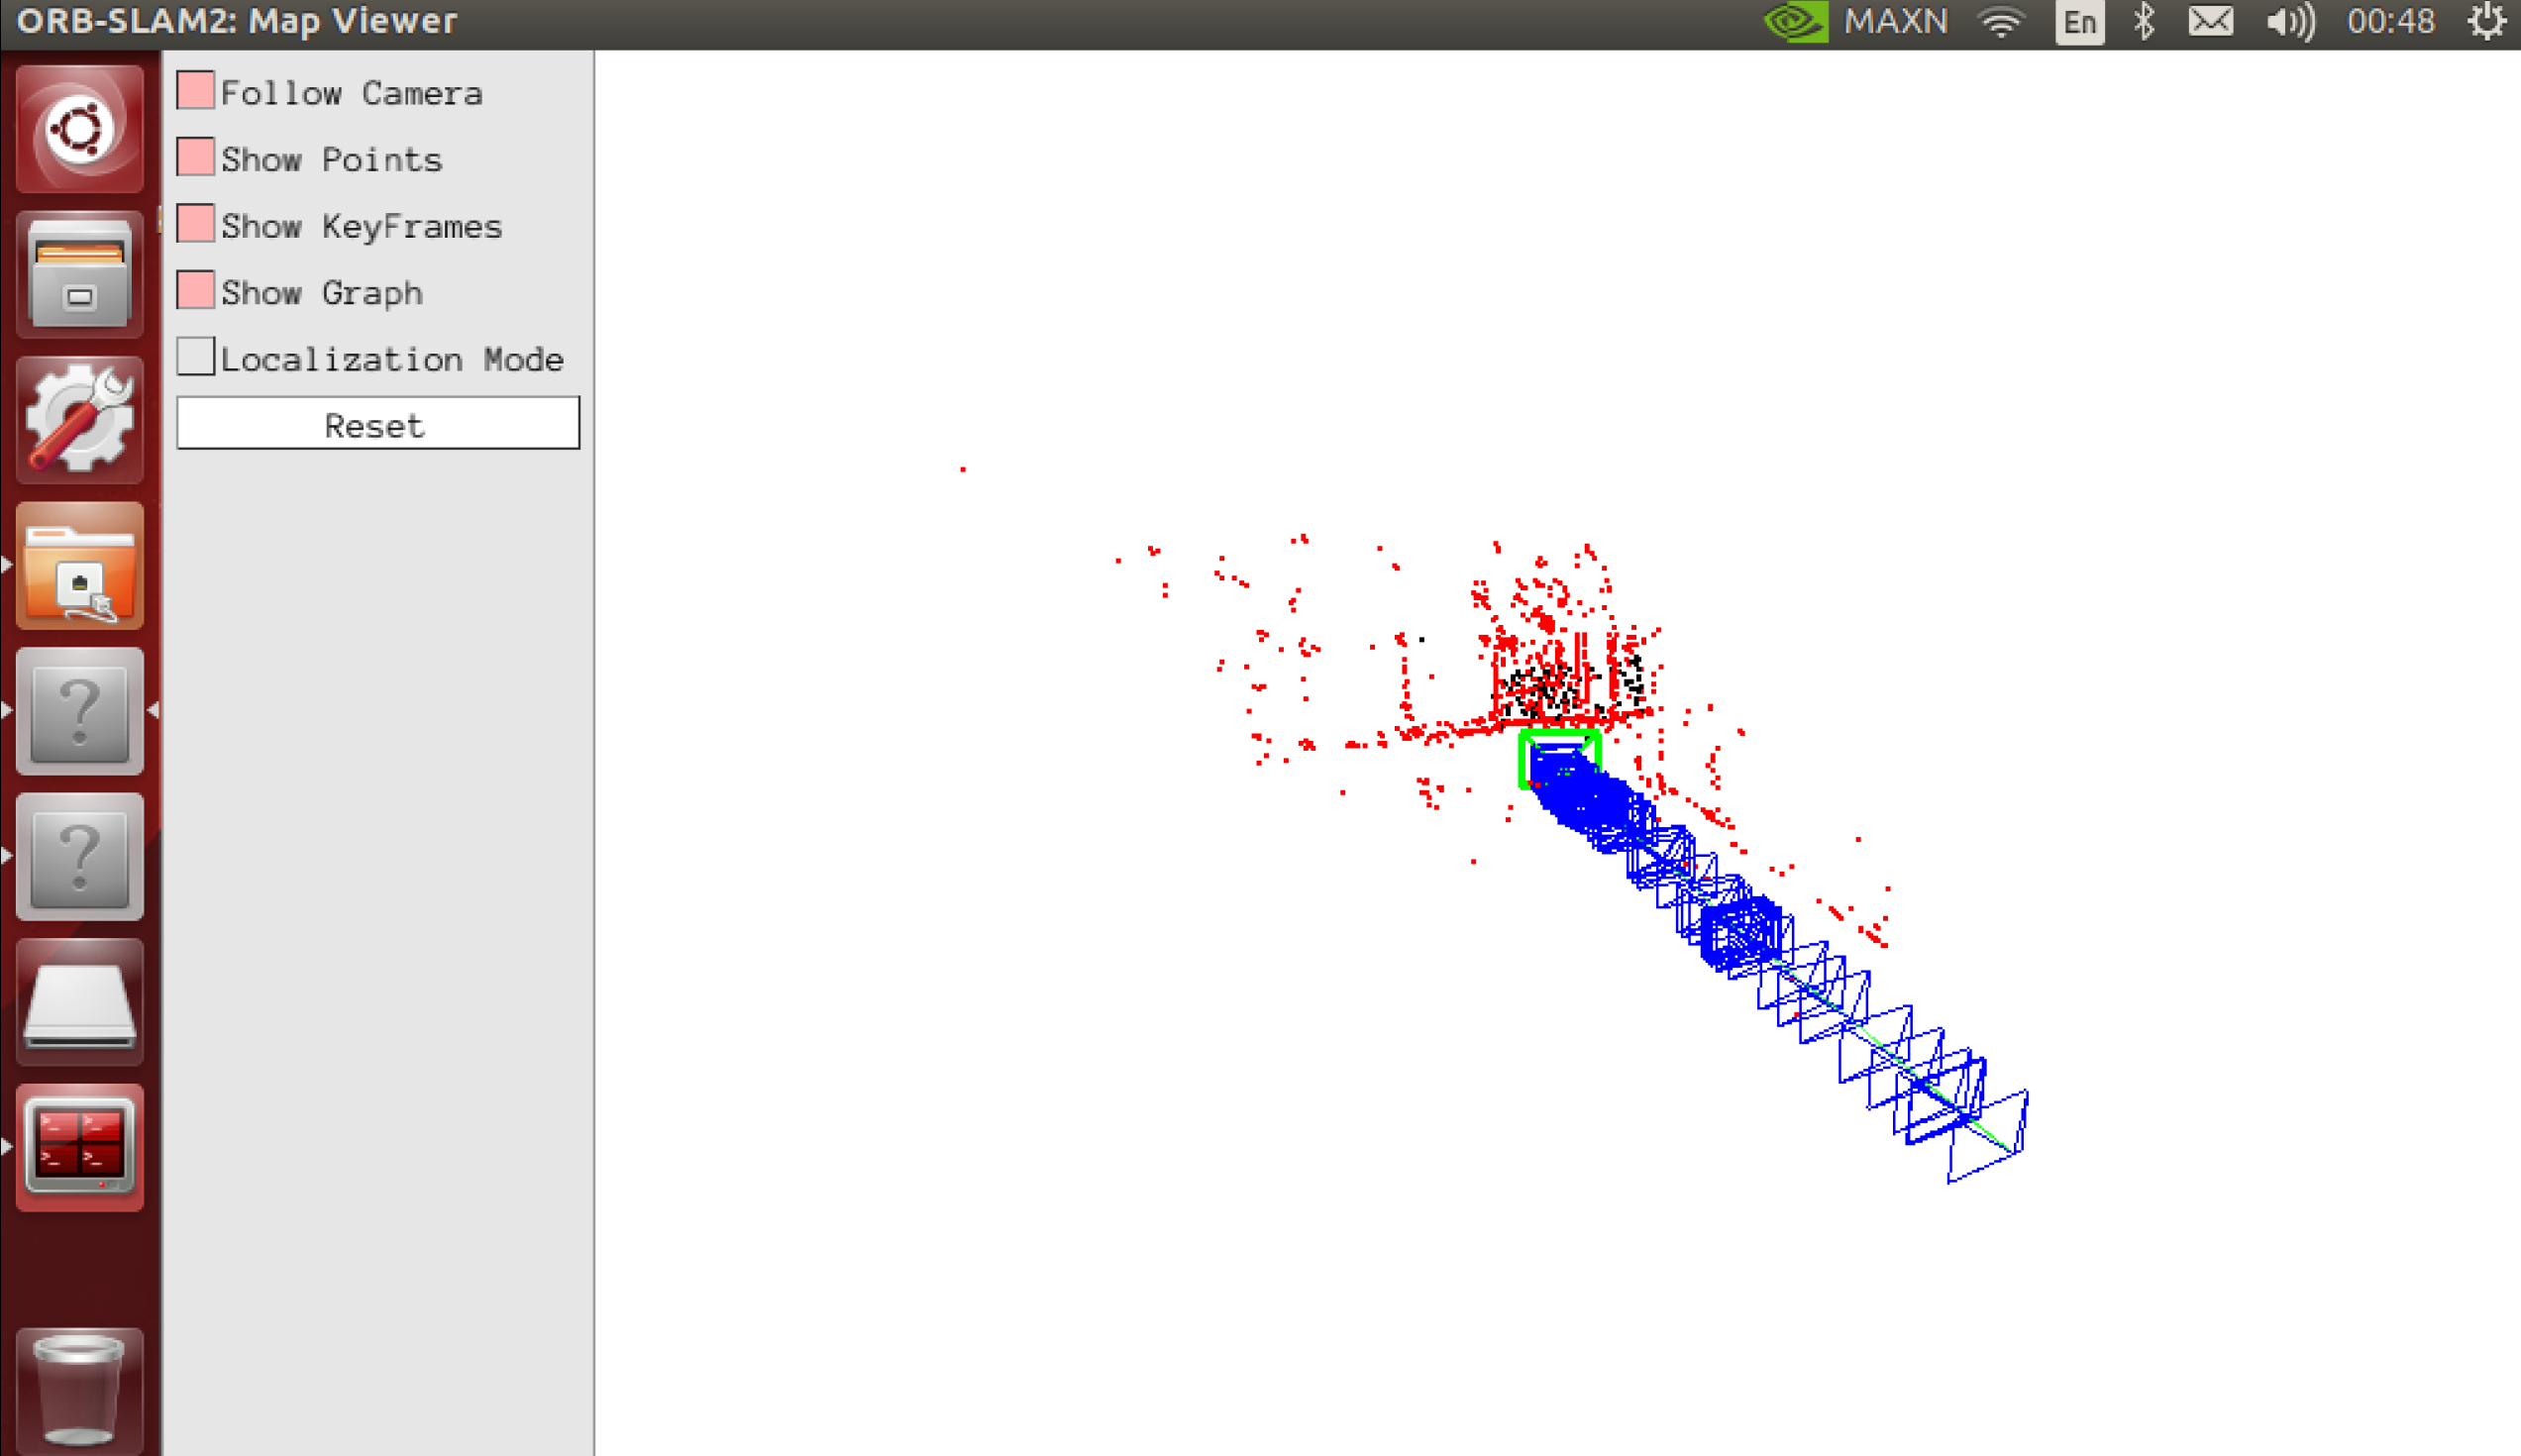 ORB-SLAM2: Map Viewer
MAXN
En
00:48
Follow Camera
Show Points
Show KeyFrames
Show Graph
Localization Mode
Reset
?
?
>_ >_
>_ >_